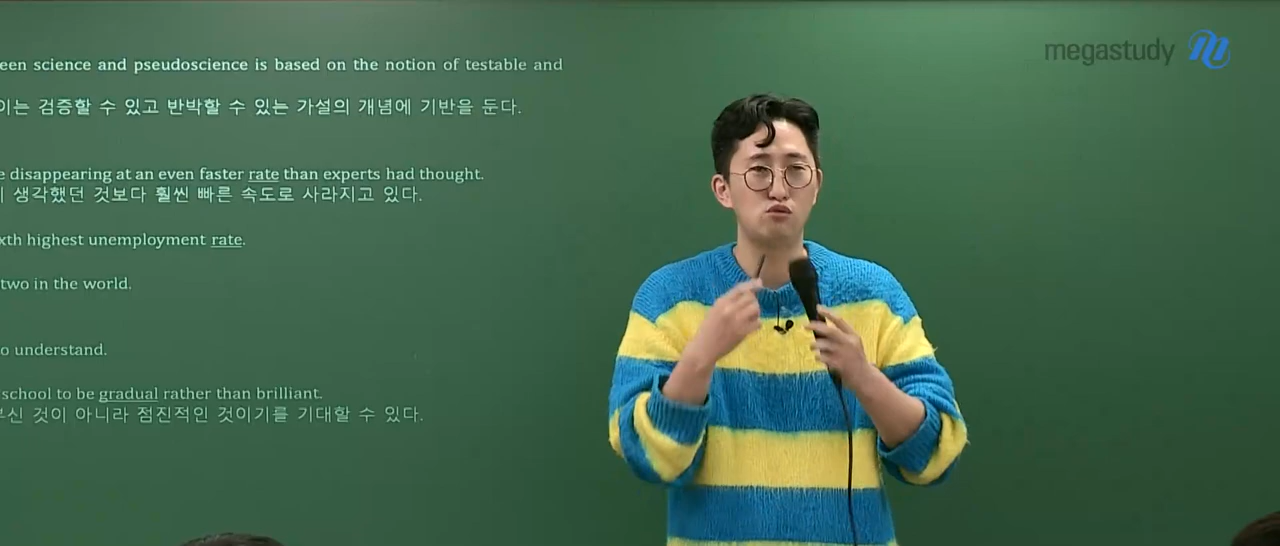 megastudy
een science and pseudoscience is based on the notion of testable and
이는 검증할 수 있고 반박할 수 있는 가설의 개념에 기반을 둔다.
e disappearing at an even faster rate than experts had thought.
생각했던 것보다 훨씬 빠른 속도로 사라지고 있다.
xth highest unemployment rate.
two in the world.
o understand.
school to be gradual rather than brilliant.
부신 것이 아니라 점진적인 것이기를 기대할 수 있다.